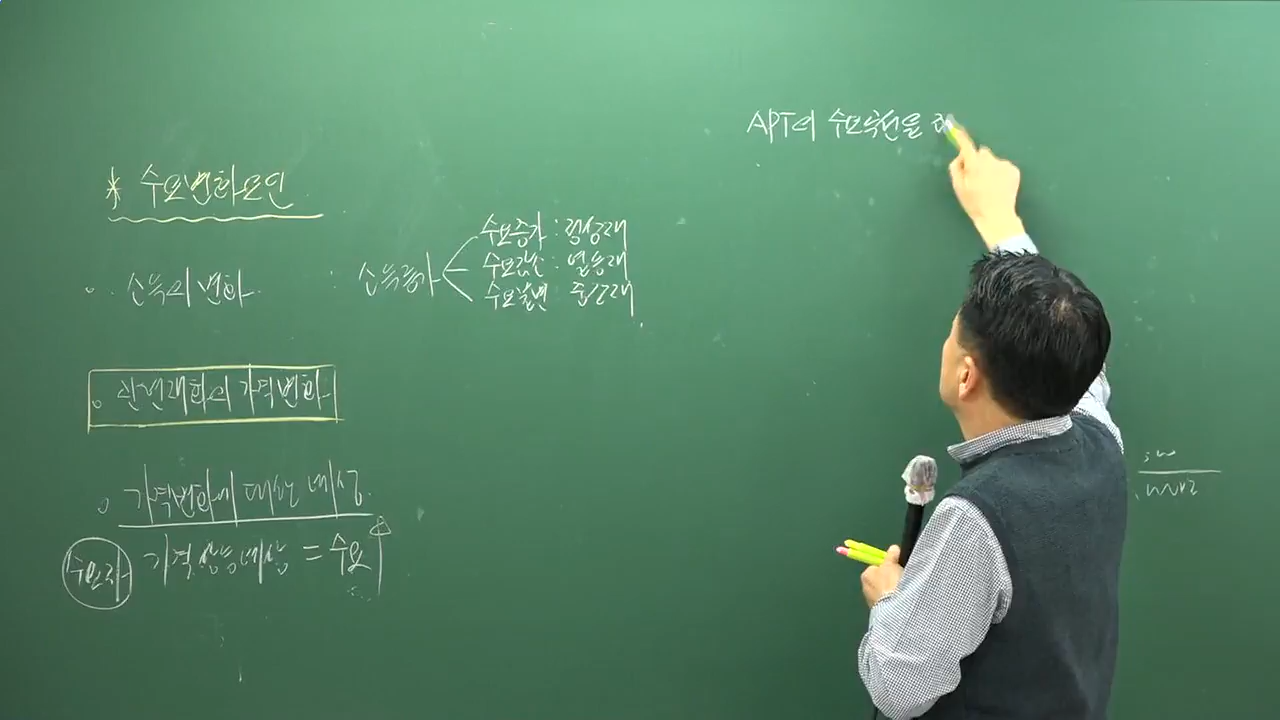 * 수요변화요인
• 소득의 변화 : 소득증가
수요증가 : 정상재
수요감소 : 열등재
수요불변 : 중간재
• 관련재화의 가격변화
• 가격변화에 대한 예상
수요자 가격상승예상 = 수요↑
APT의 수요곡선을